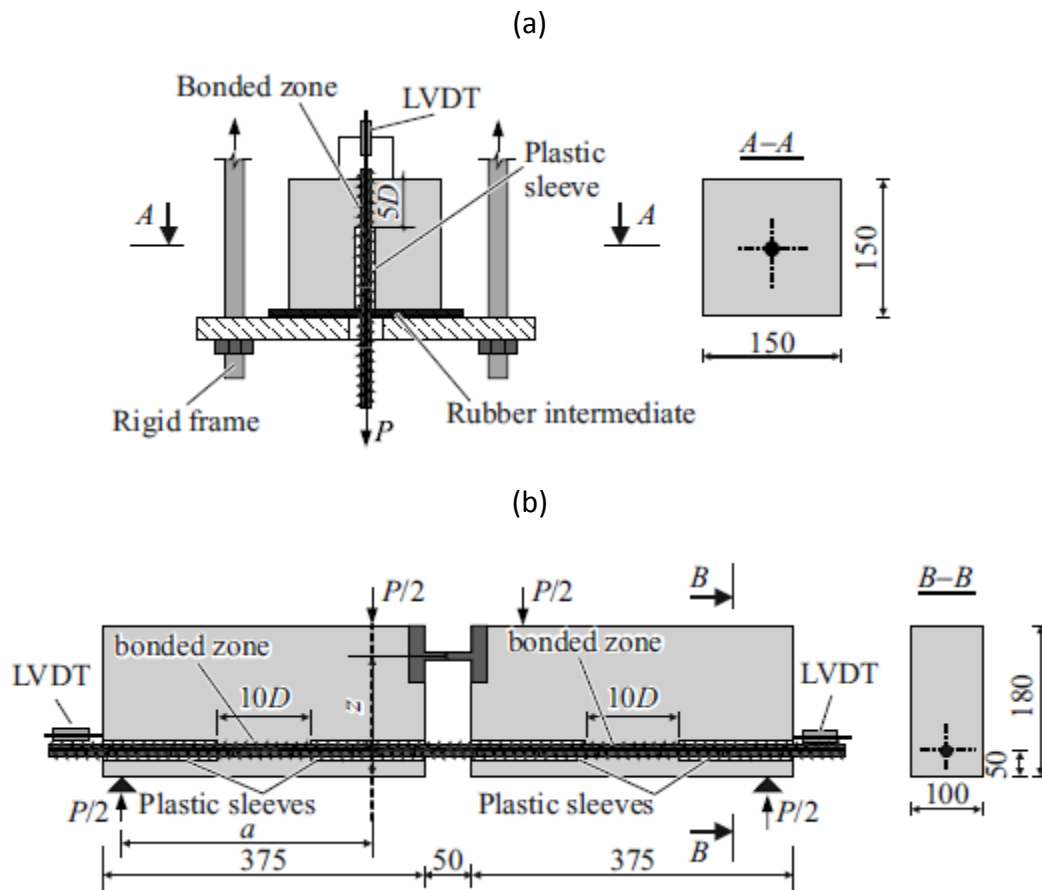 (a)
Bonded zone
LVDT
Plastic
sleeve
5D
A
A
A–A
150
150
Rigid frame
P
Rubber intermediate
(b)
P/2
P/2
B
B–B
bonded zone
bonded zone
LVDT
LVDT
10D
10D
z
180
50
Plastic sleeves
Plastic sleeves
P/2
P/2
a
B
100
375
50
375